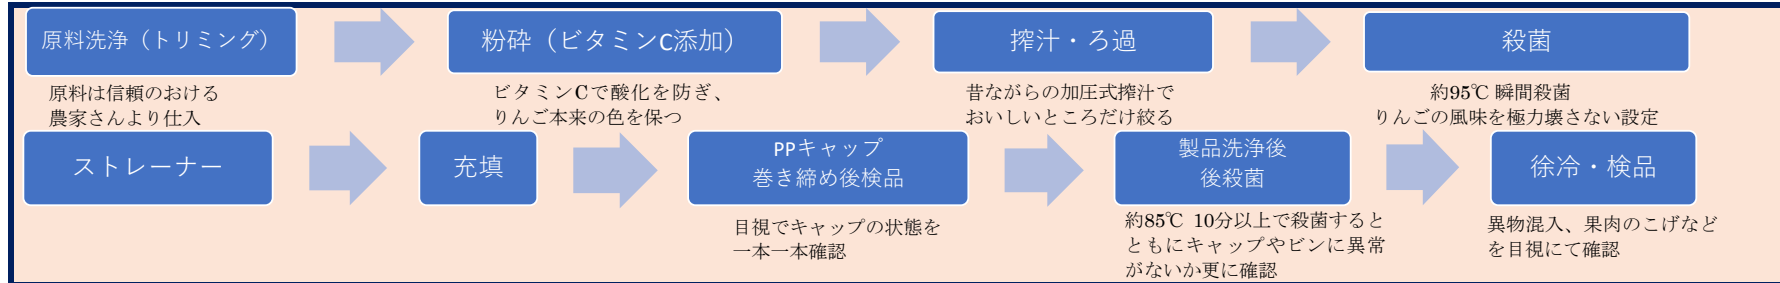 原料洗浄（トリミング）
粉砕（ビタミンC添加）
搾汁・ろ過
殺菌
原料は信頼のおける
農家さんより仕入
ビタミンCで酸化を防ぎ、
りんご本来の色を保つ
昔ながらの加圧式搾汁で
おいしいところだけ絞る
約95℃ 瞬間殺菌
りんごの風味を極力壊さない設定
ストレーナー
充填
PPキャップ
巻き締め後検品
製品洗浄後
後殺菌
徐冷・検品
目視でキャップの状態を
一本一本確認
約85℃ 10分以上で殺菌すると
ともにキャップやビンに異常
がないか更に確認
異物混入、果肉のこげなど
を目視にて確認